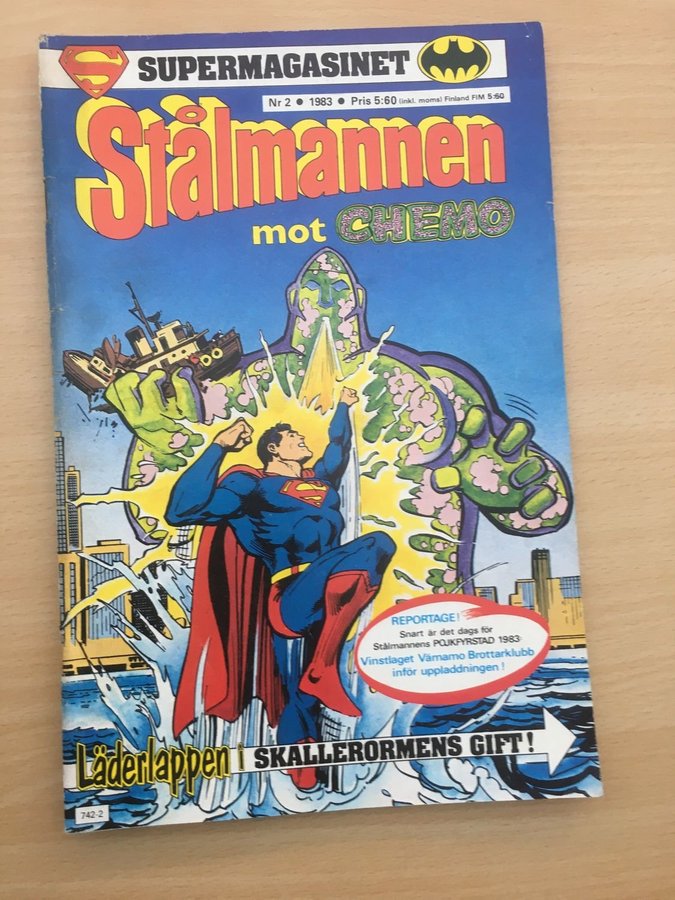 SUPERMAGASINET
Nr 2 • 1983 • Pris 5:60 (inkl. moms) Finland FIM 5:60
Stålmannen
mot CHEMO
REPORTAGE!
Snart är det dags för
Stålmannens POJKFYRSTAD 1983:
Vinstlaget Värnamo Brottarklubb
inför uppladdningen!
Läderlappen i SKALLERORMENS GIFT!
742-2